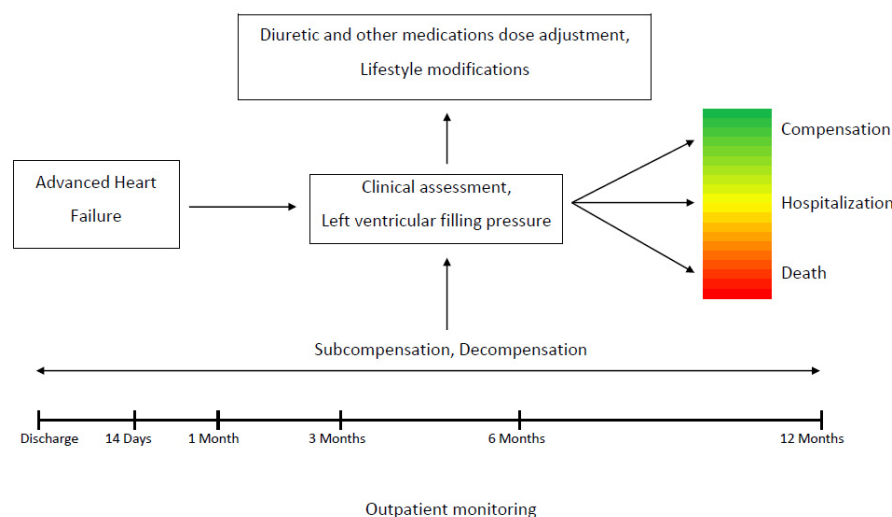 Diuretic and other medications dose adjustment,
Lifestyle modifications
Compensation
Advanced Heart
Failure
Clinical assessment,
Left ventricular filling pressure
Hospitalization
Death
Subcompensation, Decompensation
Discharge
14 Days
1 Month
3 Months
6 Months
12 Months
Outpatient monitoring